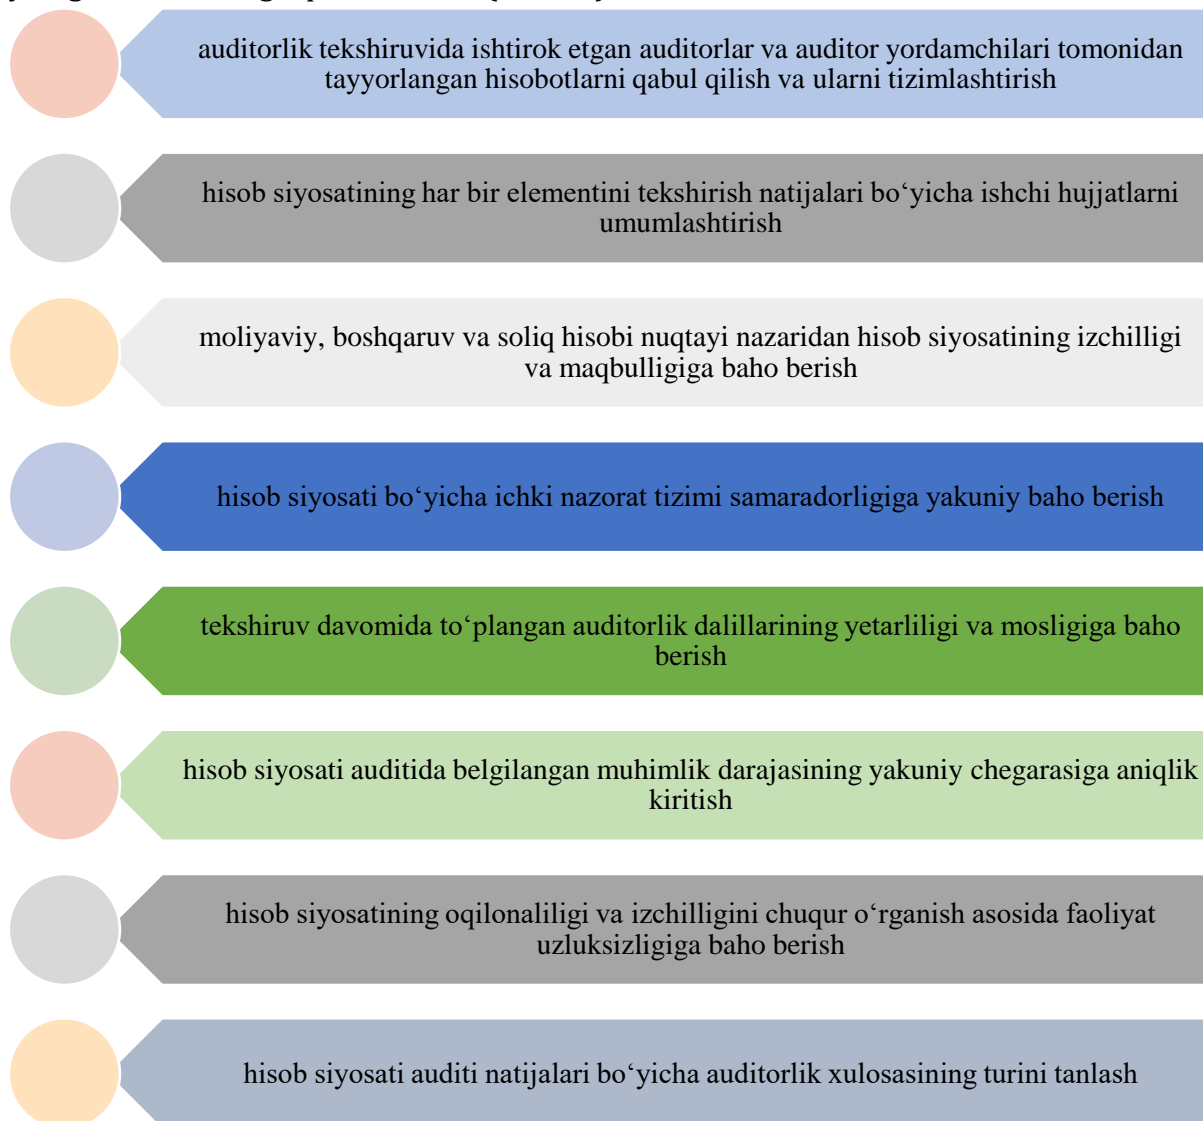 auditorlik tekshiruvida ishtirok etgan auditorlar va auditor yordamchilari tomonidan
tayyorlangan hisobotlarni qabul qilish va ularni tizimlashtirish
hisob siyosatining har bir elementini tekshirish natijalari bo‘yicha ishchi hujjatlarni
umumlashtirish
moliyaviy, boshqaruv va soliq hisobi nuqtayi nazaridan hisob siyosatining izchilligi
va maqbulligiga baho berish
hisob siyosati bo‘yicha ichki nazorat tizimi samaradorligiga yakuniy baho berish
tekshiruv davomida to‘plangan auditorlik dalillarining yetarliligi va mosligiga baho
berish
hisob siyosati auditida belgilangan muhimlik darajasining yakuniy chegarasiga aniqlik
kiritish
hisob siyosatining oqilonaliligi va izchilligini chuqur o‘rganish asosida faoliyat
uzluksizligiga baho berish
hisob siyosati auditi natijalari bo‘yicha auditorlik xulosasining turini tanlash